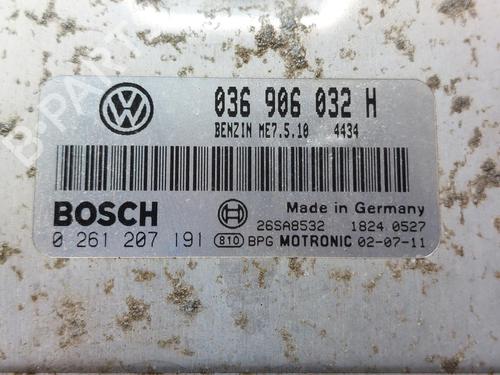 B-PARTS
036 906 032 H
BENZIN ME7.5.10 4434
BOSCH
Made in Germany
26SA8532 1824 0527
0 261 207 191 810 BPG MOTRONIC 02-07-11